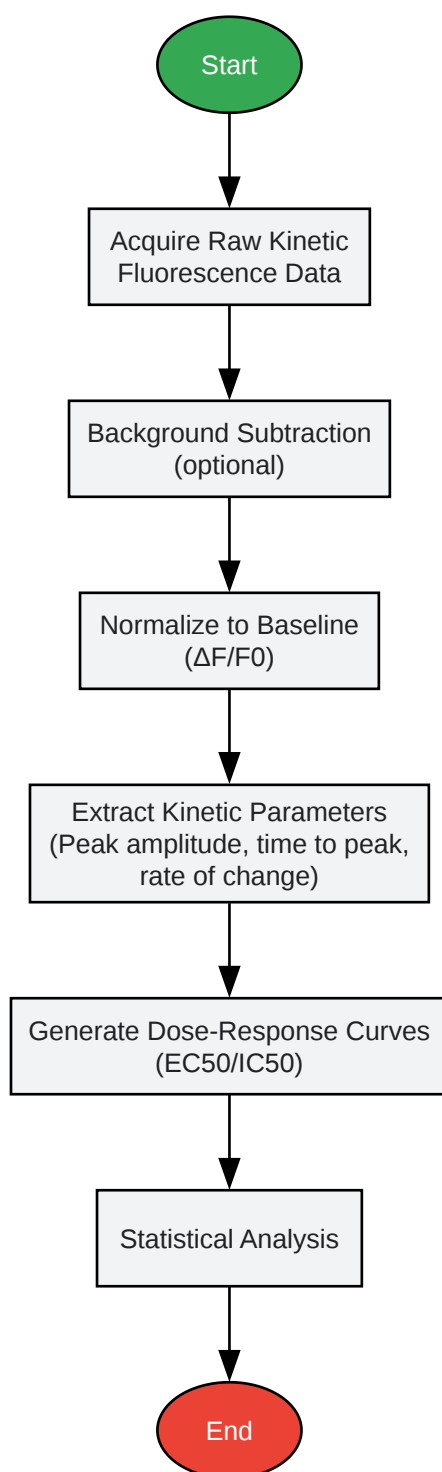 Start
Acquire Raw Kinetic
Fluorescence Data
Background Subtraction
(optional)
Normalize to Baseline
(ΔF/F0)
Extract Kinetic Parameters
(Peak amplitude, time to peak,
rate of change)
Generate Dose-Response Curves
(EC50/IC50)
Statistical Analysis
End